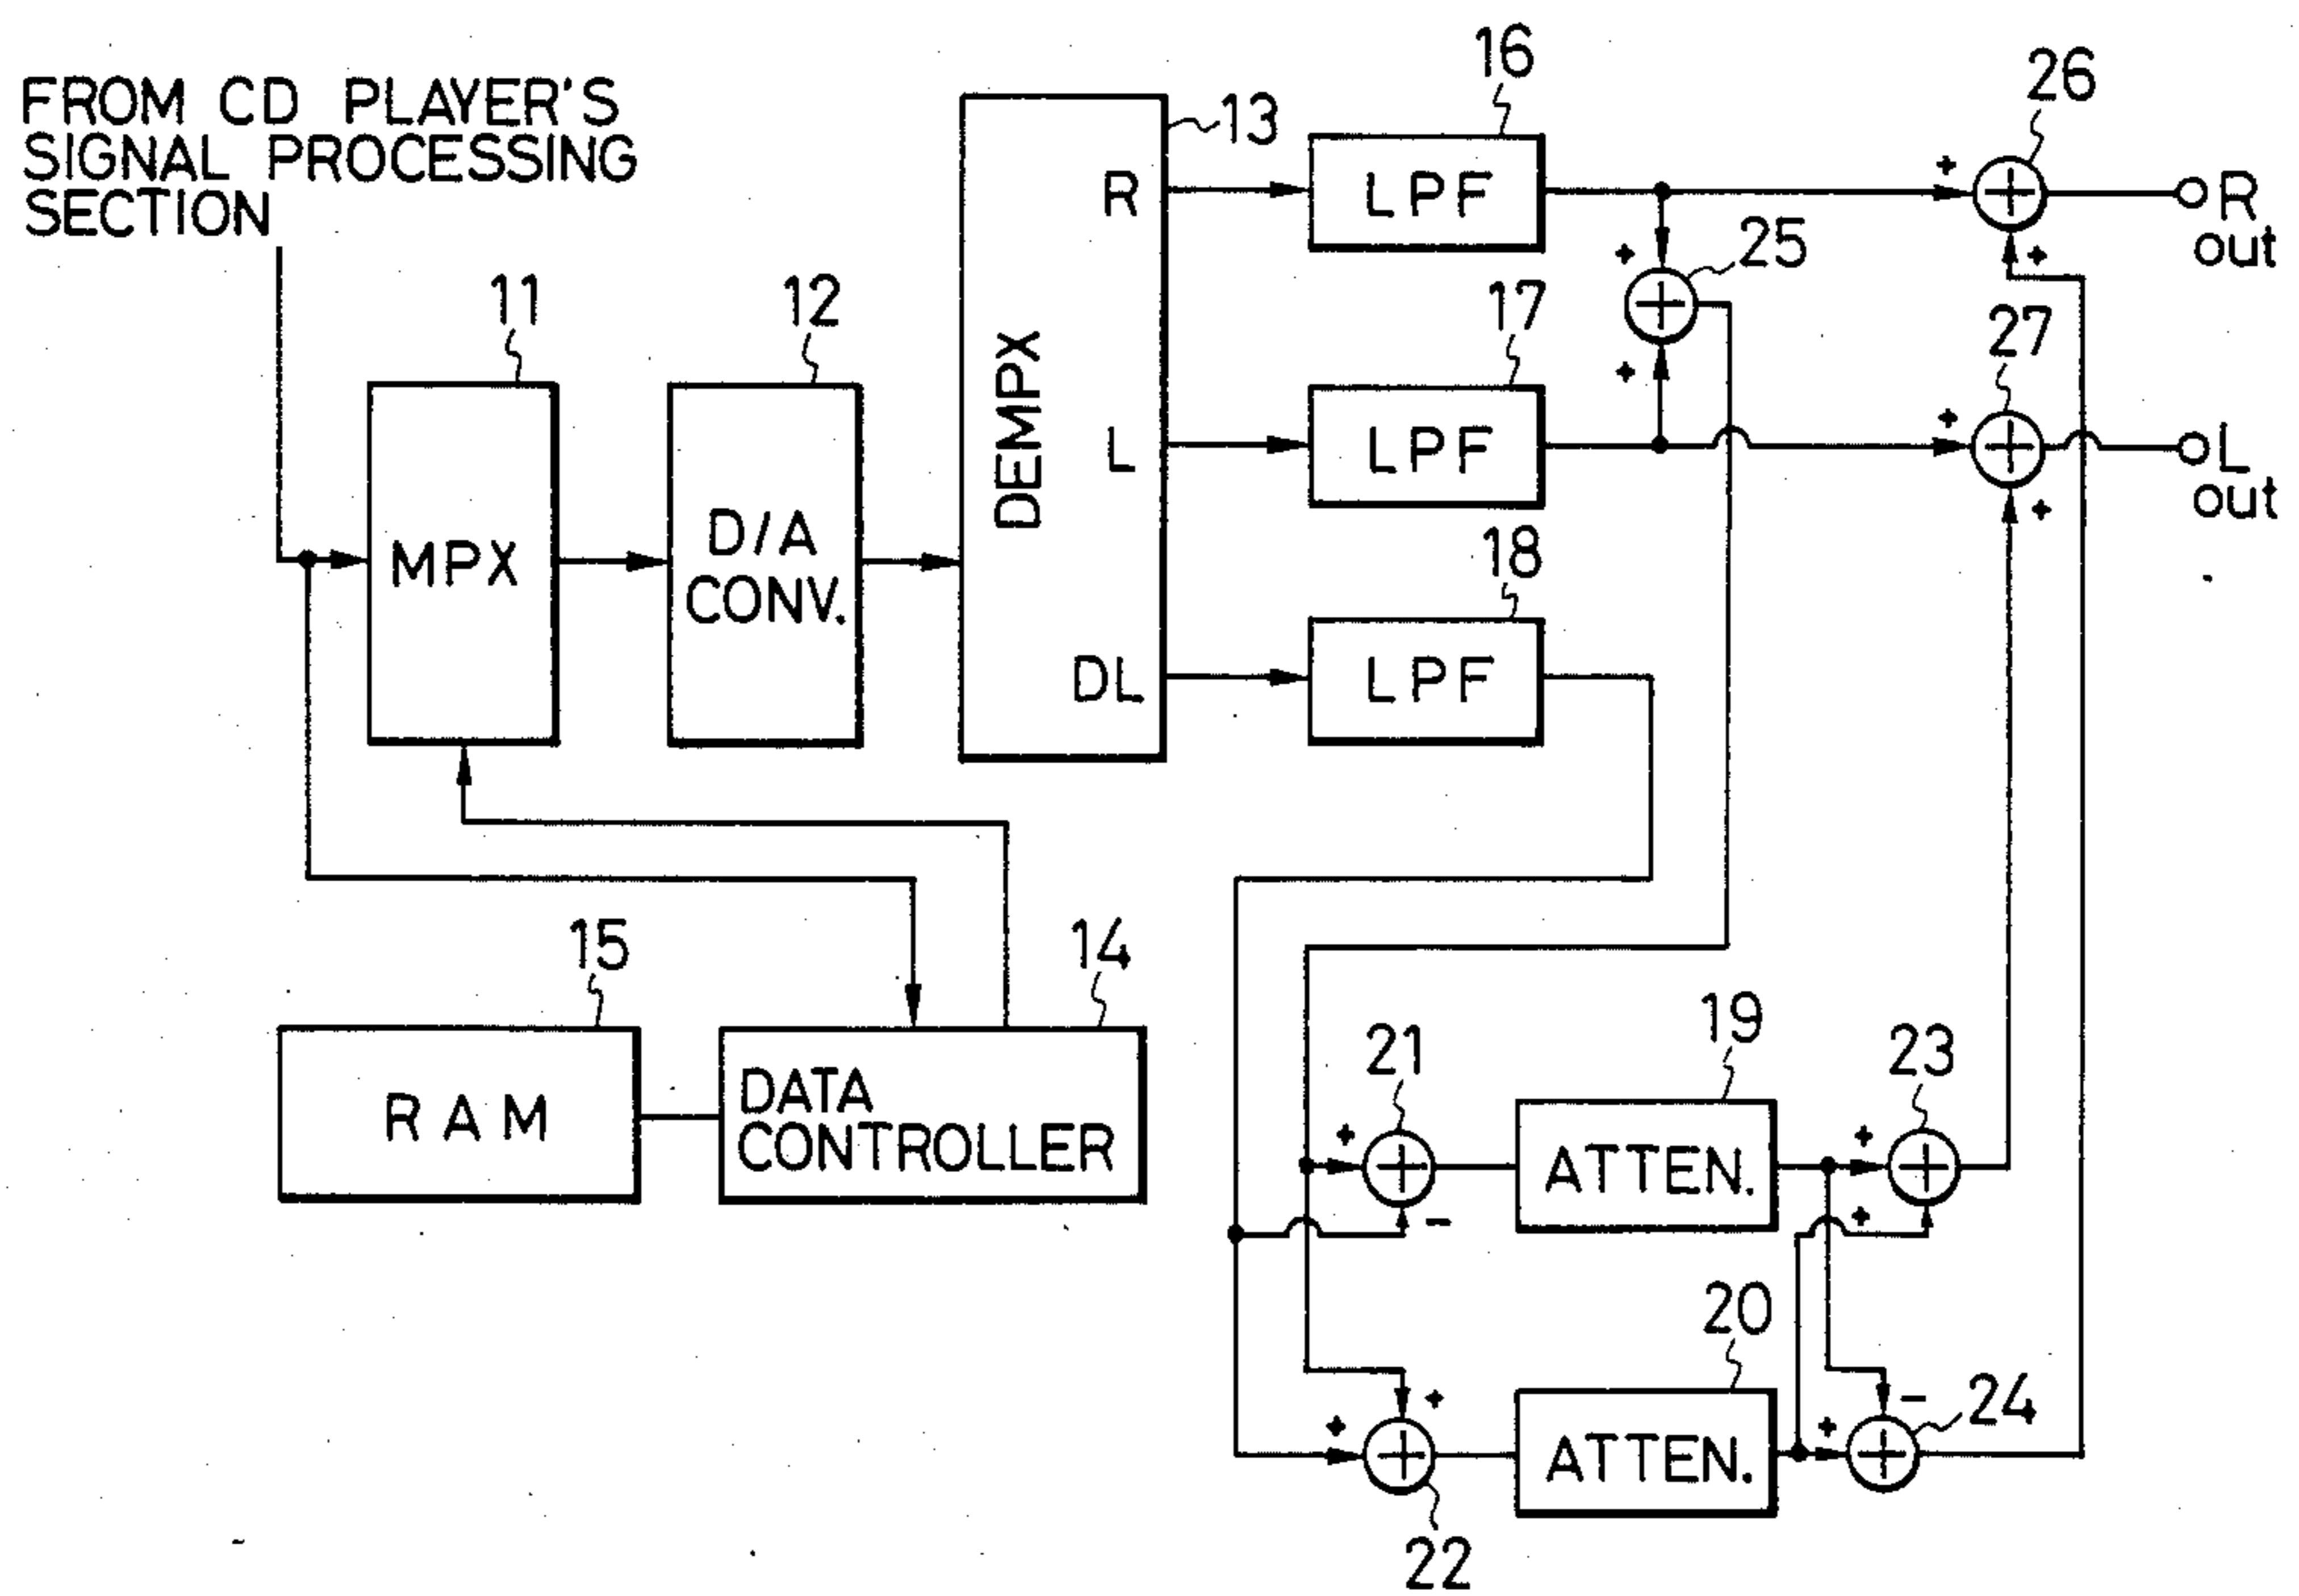 FROM CD PLAYER'S
SIGNAL PROCESSING
SECTION
11
12
13
16
26
R
LPF
+
R
out
25
+
+
17
27
DEMPX
+
L
LPF
+
L
out
+
MPX
D/A
CONV.
18
DL
LPF
15
14
RAM
DATA
CONTROLLER
21
19
23
+
ATTEN.
+
-
+
20
+
+
ATTEN.
+
-
24
22